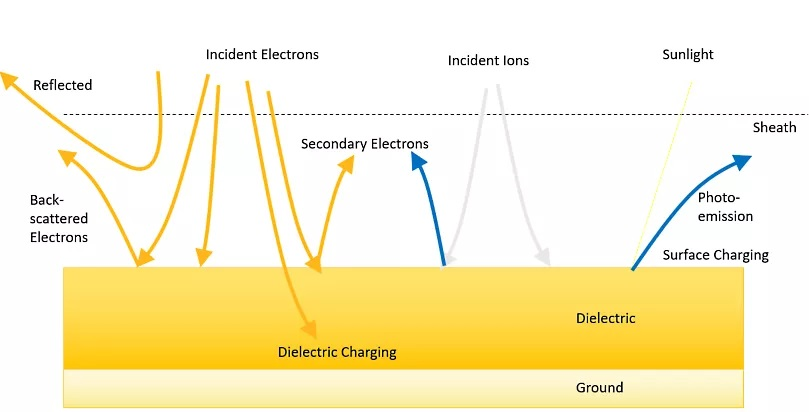 Incident Electrons
Incident Ions
Sunlight
Reflected
Sheath
Secondary Electrons
Back-
scattered
Electrons
Photo-
emission
Surface Charging
Dielectric
Dielectric Charging
Ground